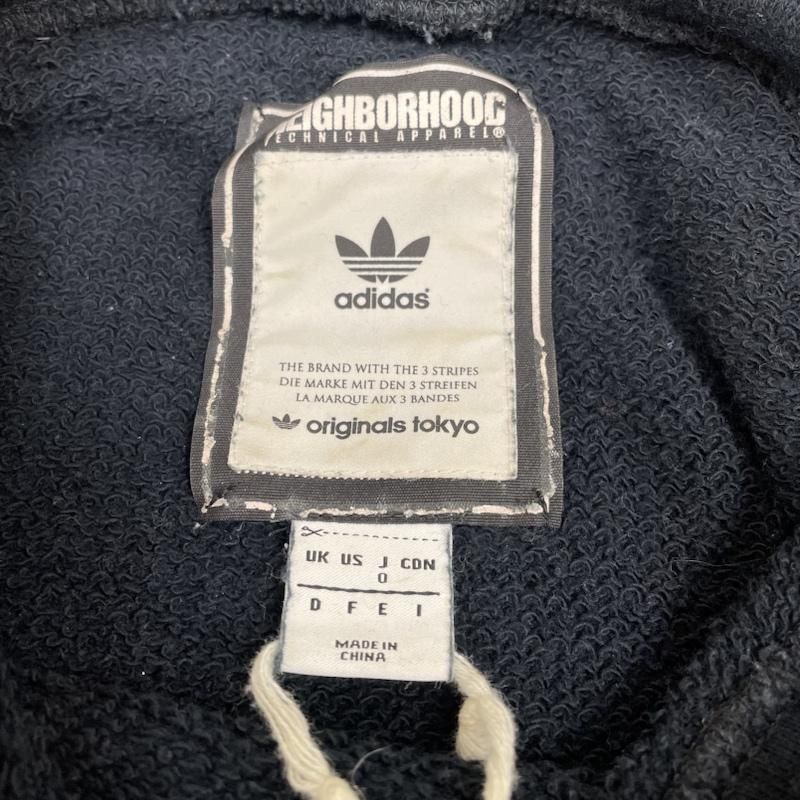 NEIGHBORHOOD
TECHNICAL APPAREL®
adidas
THE BRAND WITH THE 3 STRIPES
DIE MARKE MIT DEN 3 STREIFEN
LA MARQUE AUX 3 BANDES
originals tokyo
UK US J CDN
O
D F E I
MADE IN
CHINA